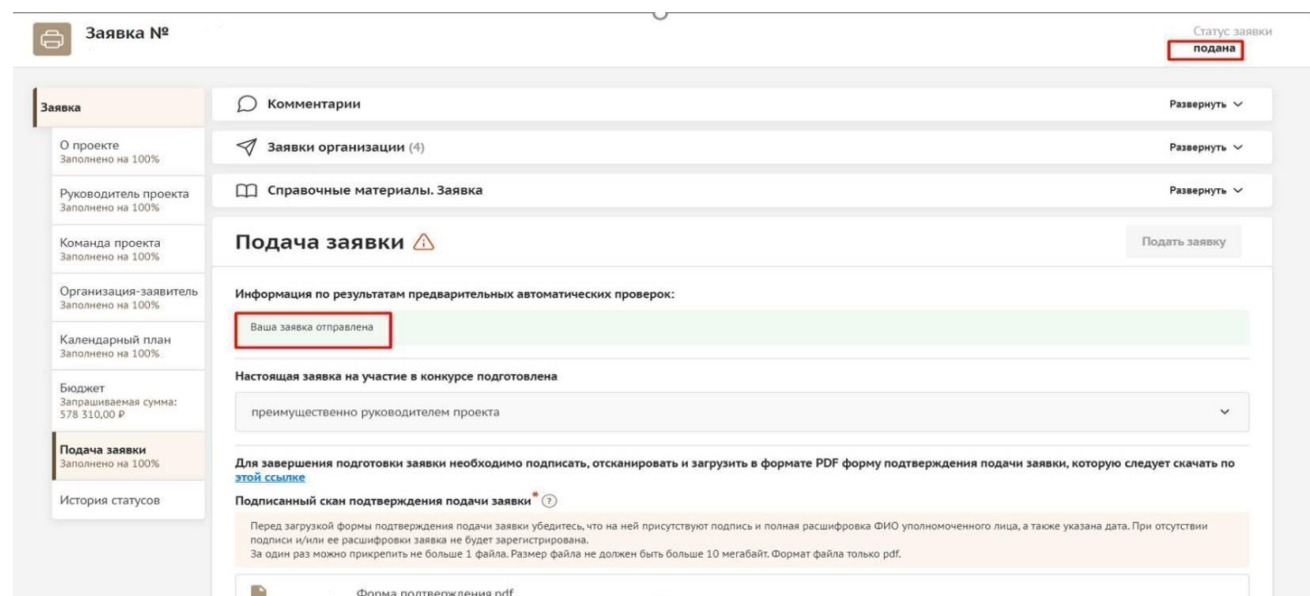 Заявка №
Статус заявки
подана
Заявка
О проекте
Заполнено на 100%
Руководитель проекта
Заполнено на 100%
Команда проекта
Заполнено на 100%
Организация-заявитель
Заполнено на 100%
Календарный план
Заполнено на 100%
Бюджет
Запрашиваемая сумма:
578 310,00 ₽
Подача заявки
Заполнено на 100%
История статусов
Комментарии
Развернуть
Заявки организации (4)
Развернуть
Справочные материалы. Заявка
Развернуть
Подача заявки
Подать заявку
Информация по результатам предварительных автоматических проверок:
Ваша заявка отправлена
Настоящая заявка на участие в конкурсе подготовлена
преимущественно руководителем проекта
Для завершения подготовки заявки необходимо подписать, отсканировать и загрузить в формате PDF форму подтверждения подачи заявки, которую следует скачать по
этой ссылке
Подписанный скан подтверждения подачи заявки* ?
Перед загрузкой формы подтверждения подачи заявки убедитесь, что на ней присутствуют подпись и полная расшифровка ФИО уполномоченного лица, а также указана дата. При отсутствии
подписи и/или ее расшифровки заявка не будет зарегистрирована.
За один раз можно прикрепить не больше 1 файла. Размер файла не должен быть больше 10 мегабайт. Формат файла только pdf.
Форма подтверждения.pdf